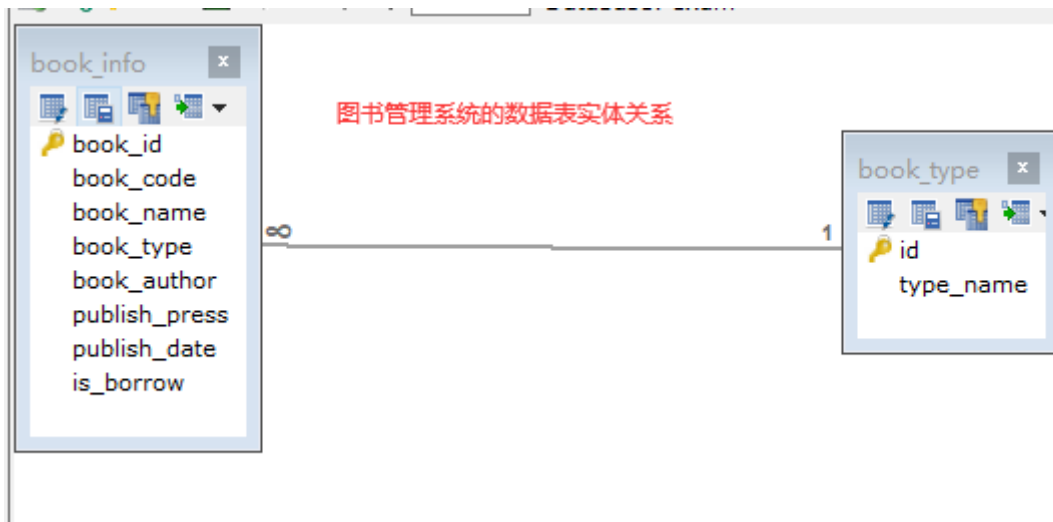 book_info
book_id
book_code
book_name
book_type
book_author
publish_press
publish_date
is_borrow
图书管理系统的数据表实体关系
∞
1
book_type
id
type_name